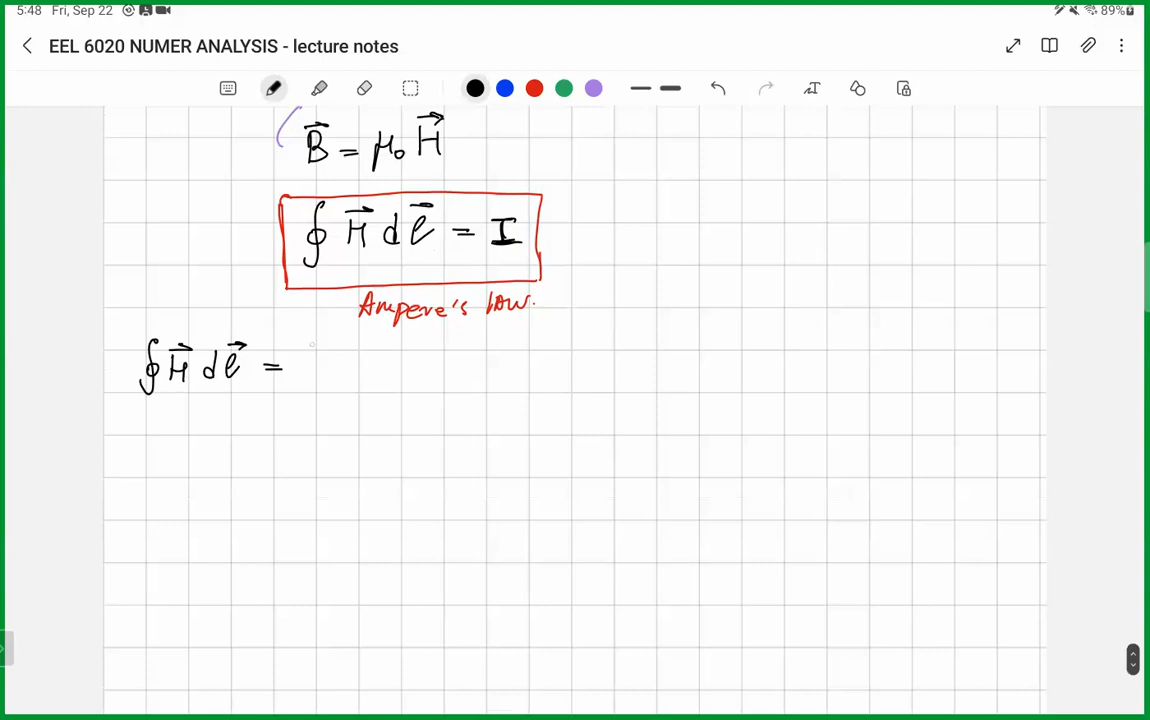 5:48 Fri, Sep 22 89%
EEL 6020 NUMER ANALYSIS - lecture notes
B⃗ = μ₀ H⃗
∮ H⃗ dℓ⃗ = I
Ampere's law.
∮ H⃗ dℓ⃗ =